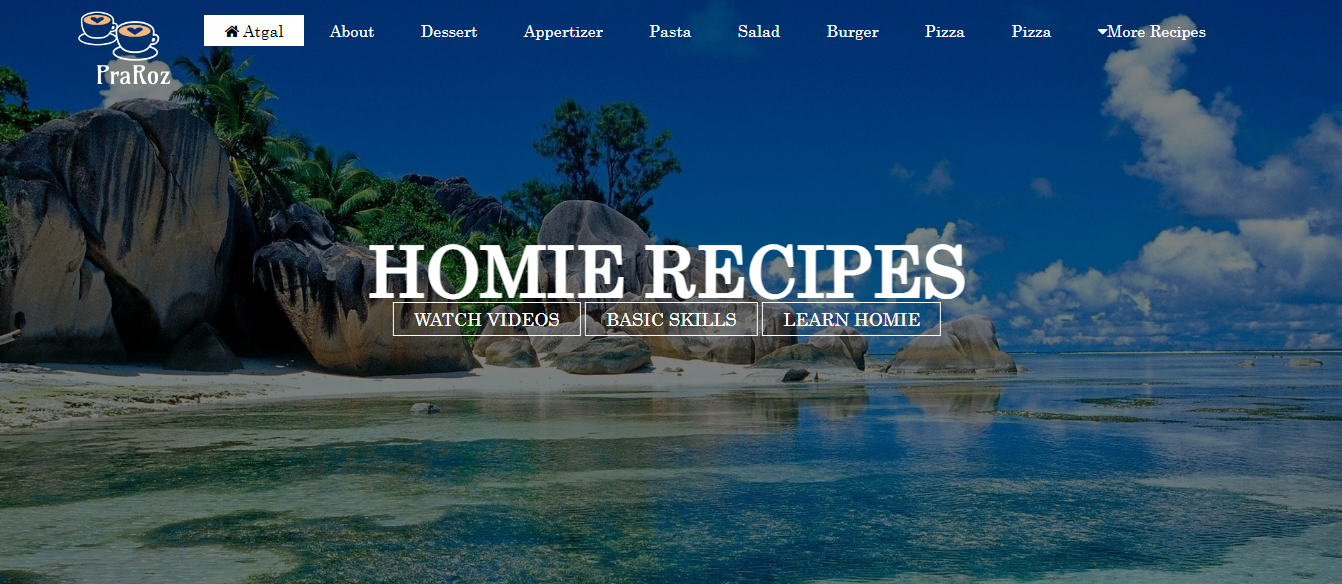 Atgal About Dessert Appertizer Pasta Salad Burger Pizza Pizza More Recipes
PraRoz
HOMIE RECIPES
WATCH VIDEOS BASIC SKILLS LEARN HOMIE